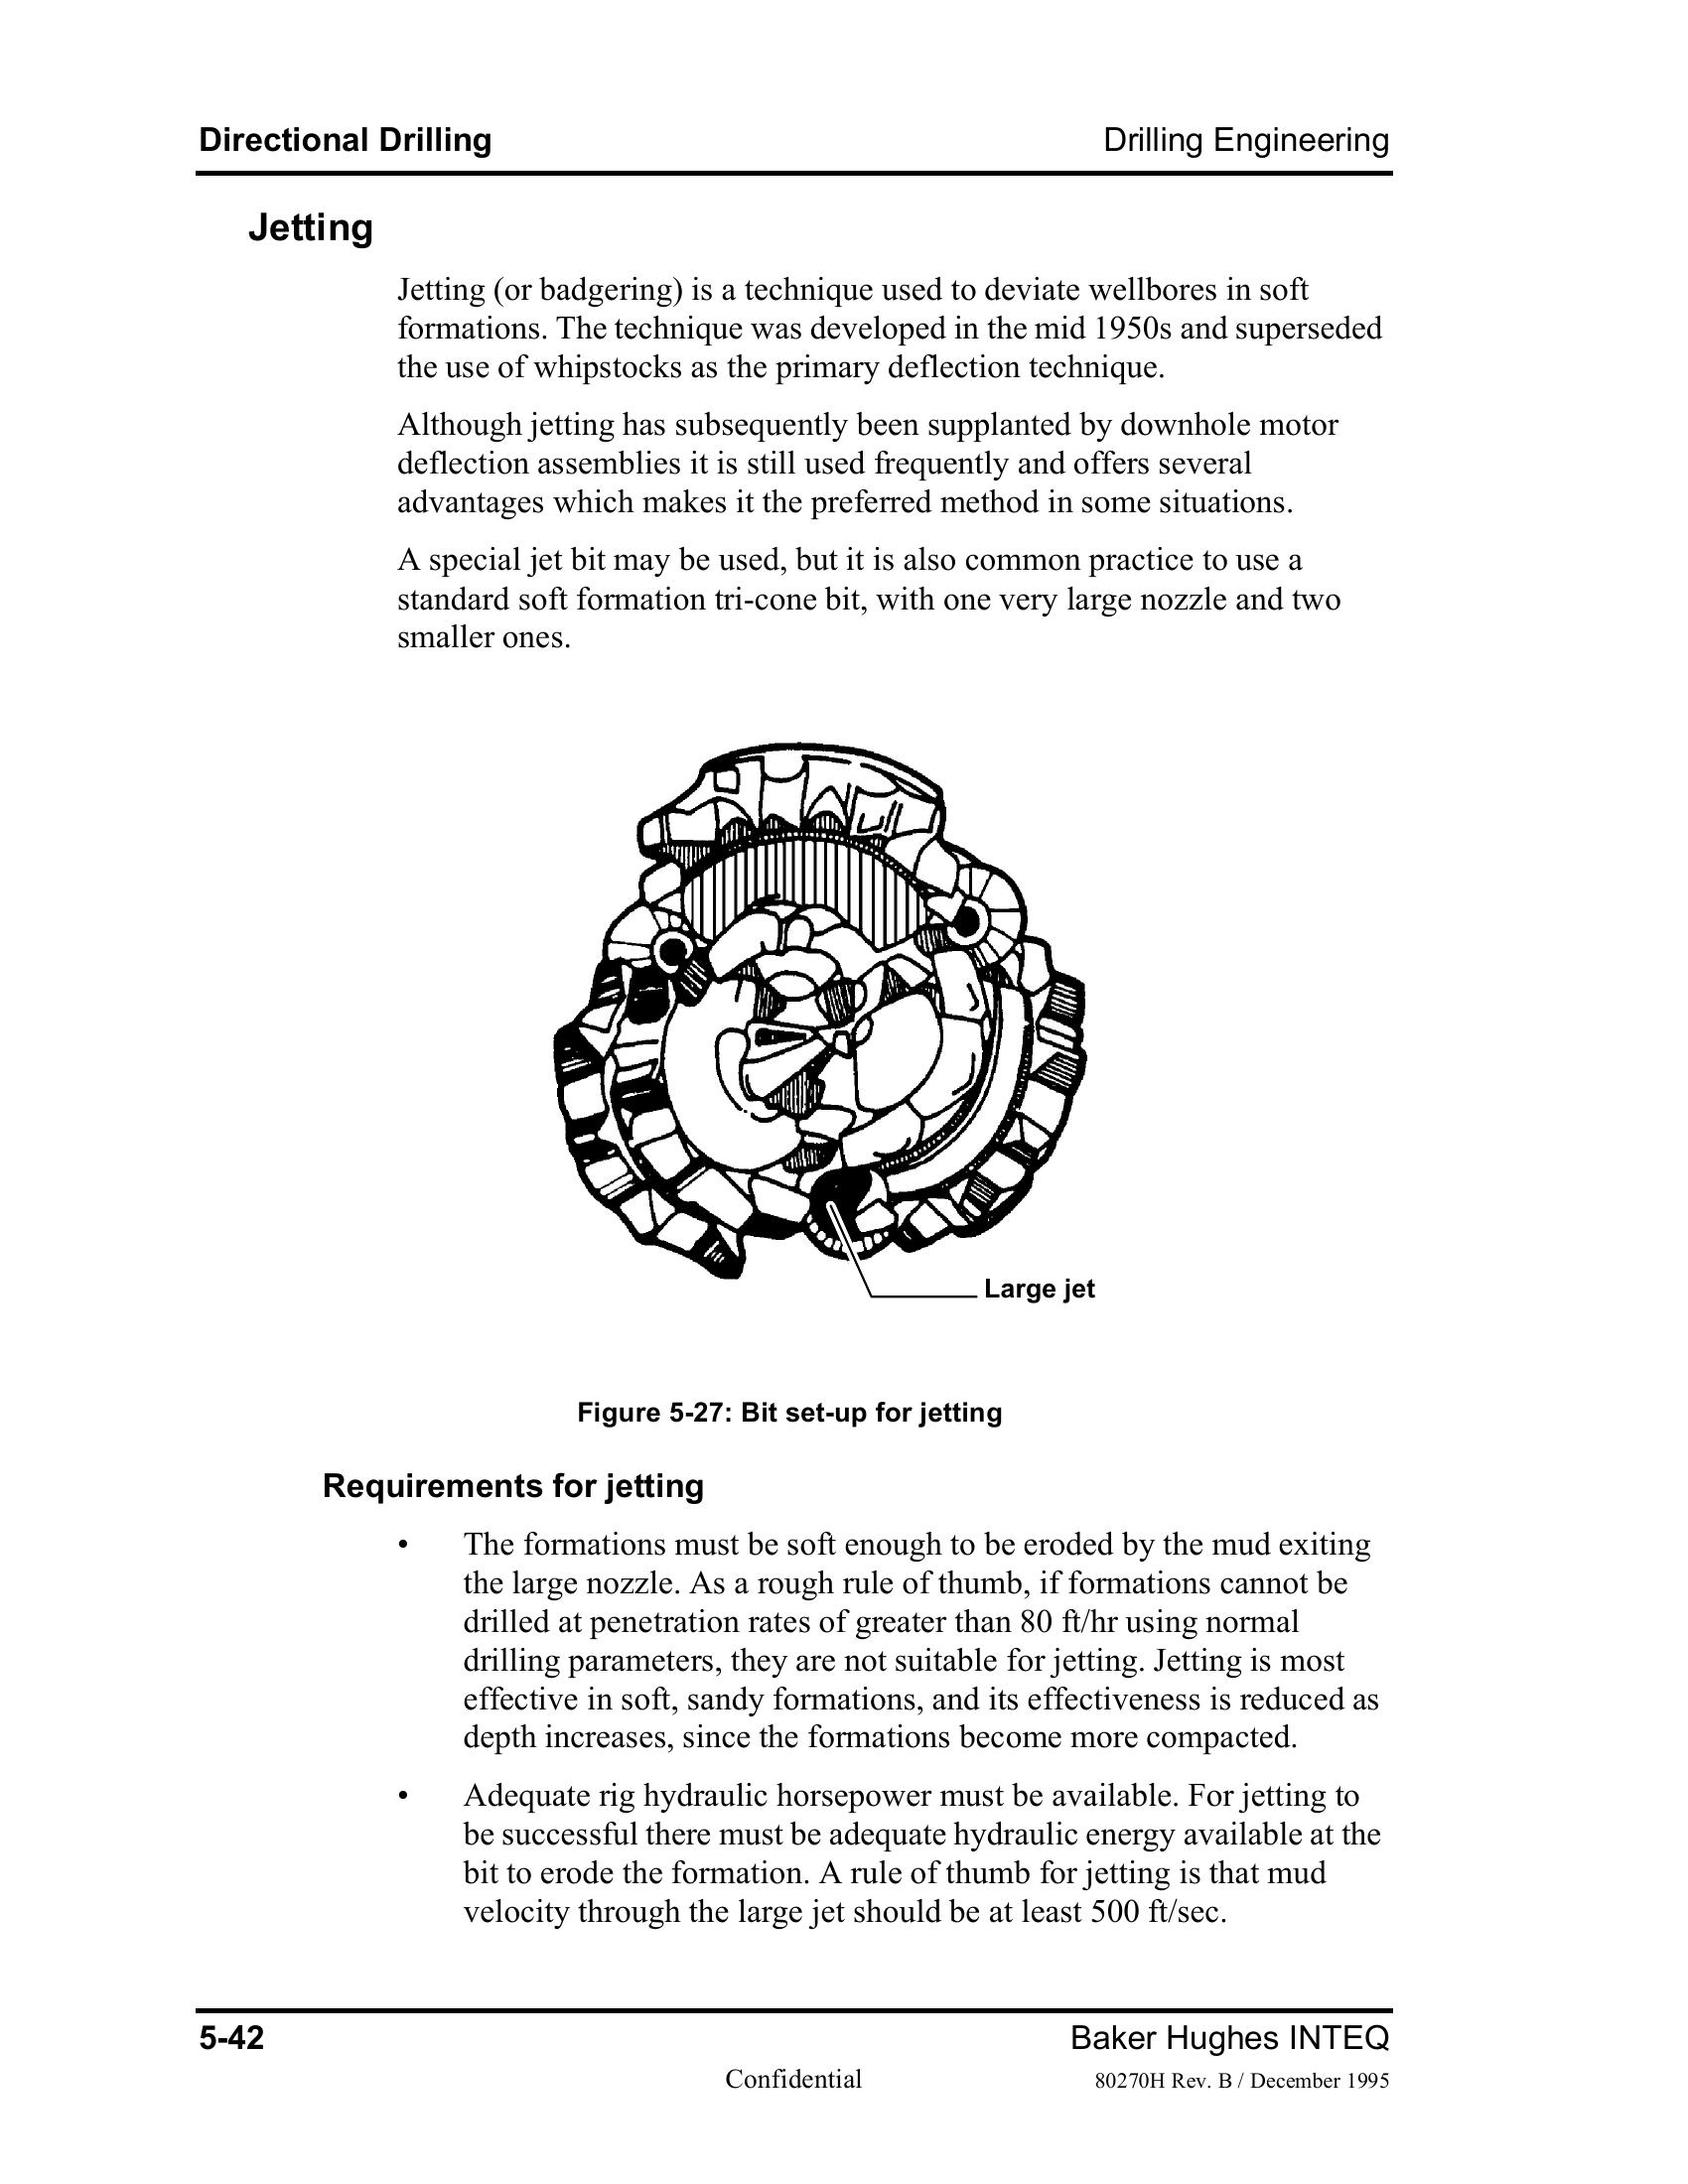 Directional Drilling
Drilling Engineering
Jetting
Jetting (or badgering) is a technique used to deviate wellbores in soft
formations. The technique was developed in the mid 1950s and superseded
the use of whipstocks as the primary deflection technique.
Although jetting has subsequently been supplanted by downhole motor
deflection assemblies it is still used frequently and offers several
advantages which makes it the preferred method in some situations.
A special jet bit may be used, but it is also common practice to use a
standard soft formation tri-cone bit, with one very large nozzle and two
smaller ones.
Large jet
Figure 5-27: Bit set-up for jetting
Requirements for jetting
• The formations must be soft enough to be eroded by the mud exiting
the large nozzle. As a rough rule of thumb, if formations cannot be
drilled at penetration rates of greater than 80 ft/hr using normal
drilling parameters, they are not suitable for jetting. Jetting is most
effective in soft, sandy formations, and its effectiveness is reduced as
depth increases, since the formations become more compacted.
• Adequate rig hydraulic horsepower must be available. For jetting to
be successful there must be adequate hydraulic energy available at the
bit to erode the formation. A rule of thumb for jetting is that mud
velocity through the large jet should be at least 500 ft/sec.
5-42
Baker Hughes INTEQ
Confidential
80270H Rev. B / December 1995